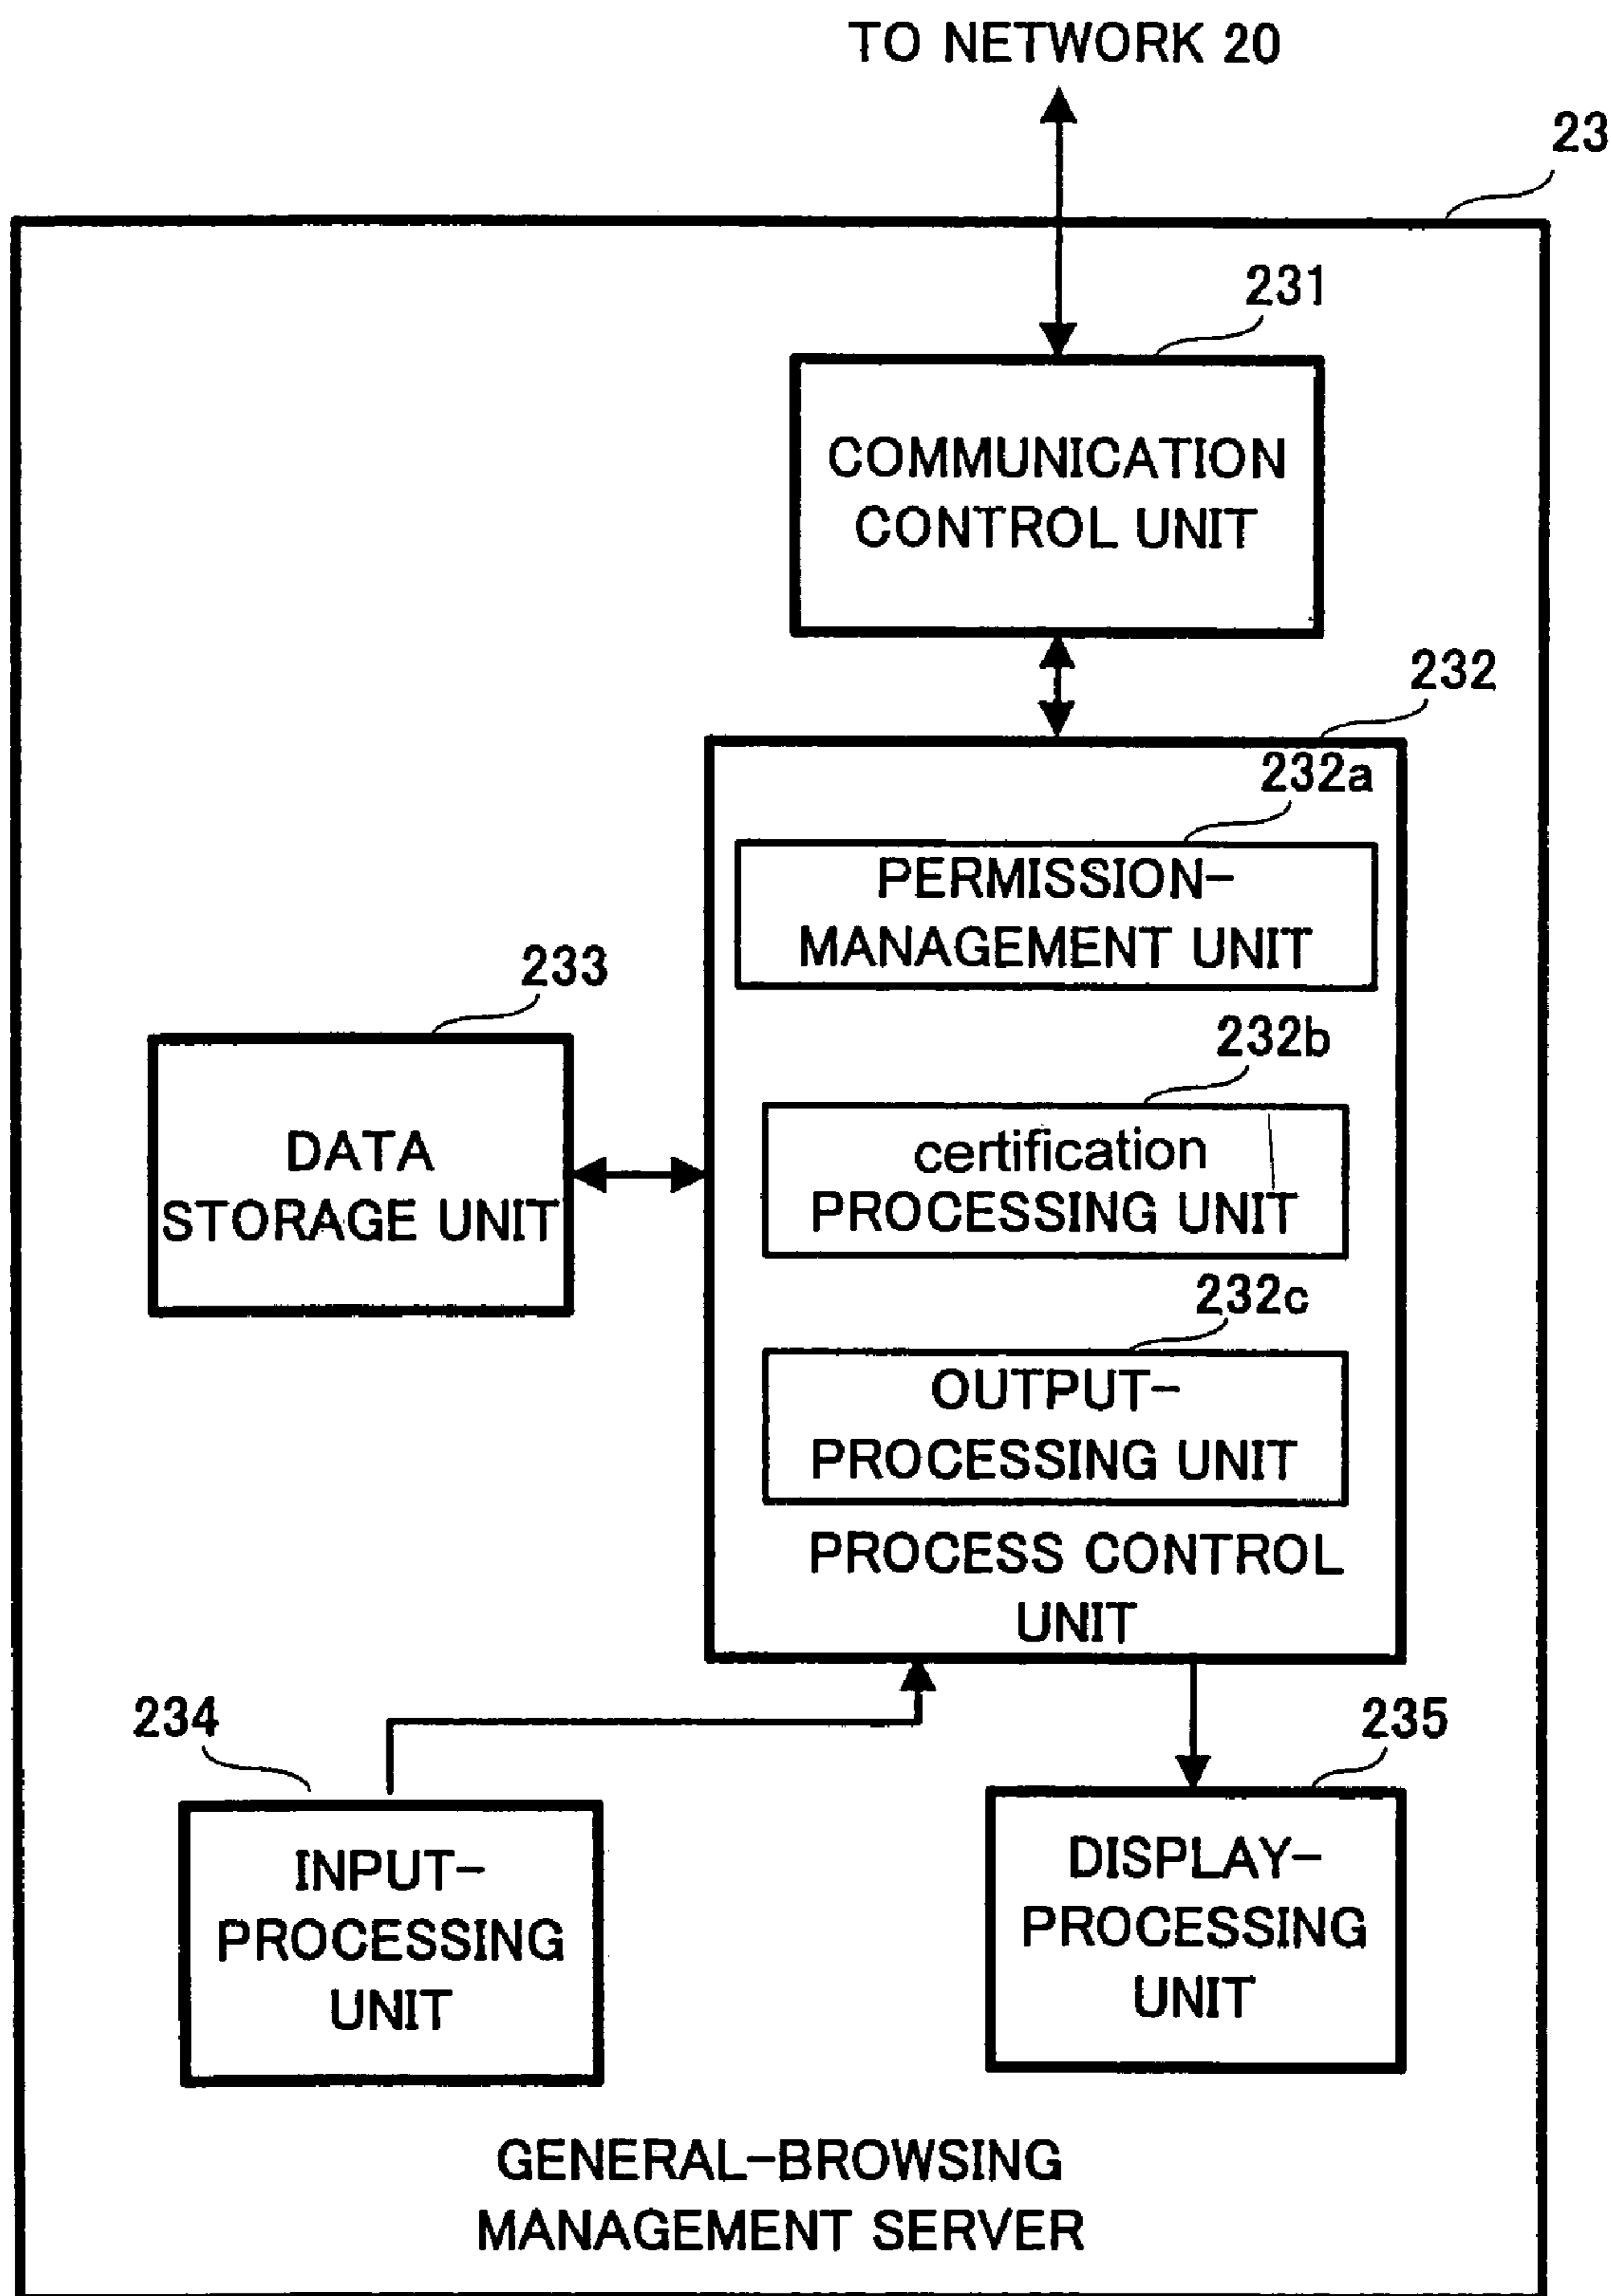 TO NETWORK 20
23
231
COMMUNICATION
CONTROL UNIT
232
232a
PERMISSION-
MANAGEMENT UNIT
233
DATA
STORAGE UNIT
232b
certification
PROCESSING UNIT
232c
OUTPUT-
PROCESSING UNIT
PROCESS CONTROL
UNIT
234
INPUT-
PROCESSING
UNIT
235
DISPLAY-
PROCESSING
UNIT
GENERAL-BROWSING
MANAGEMENT SERVER